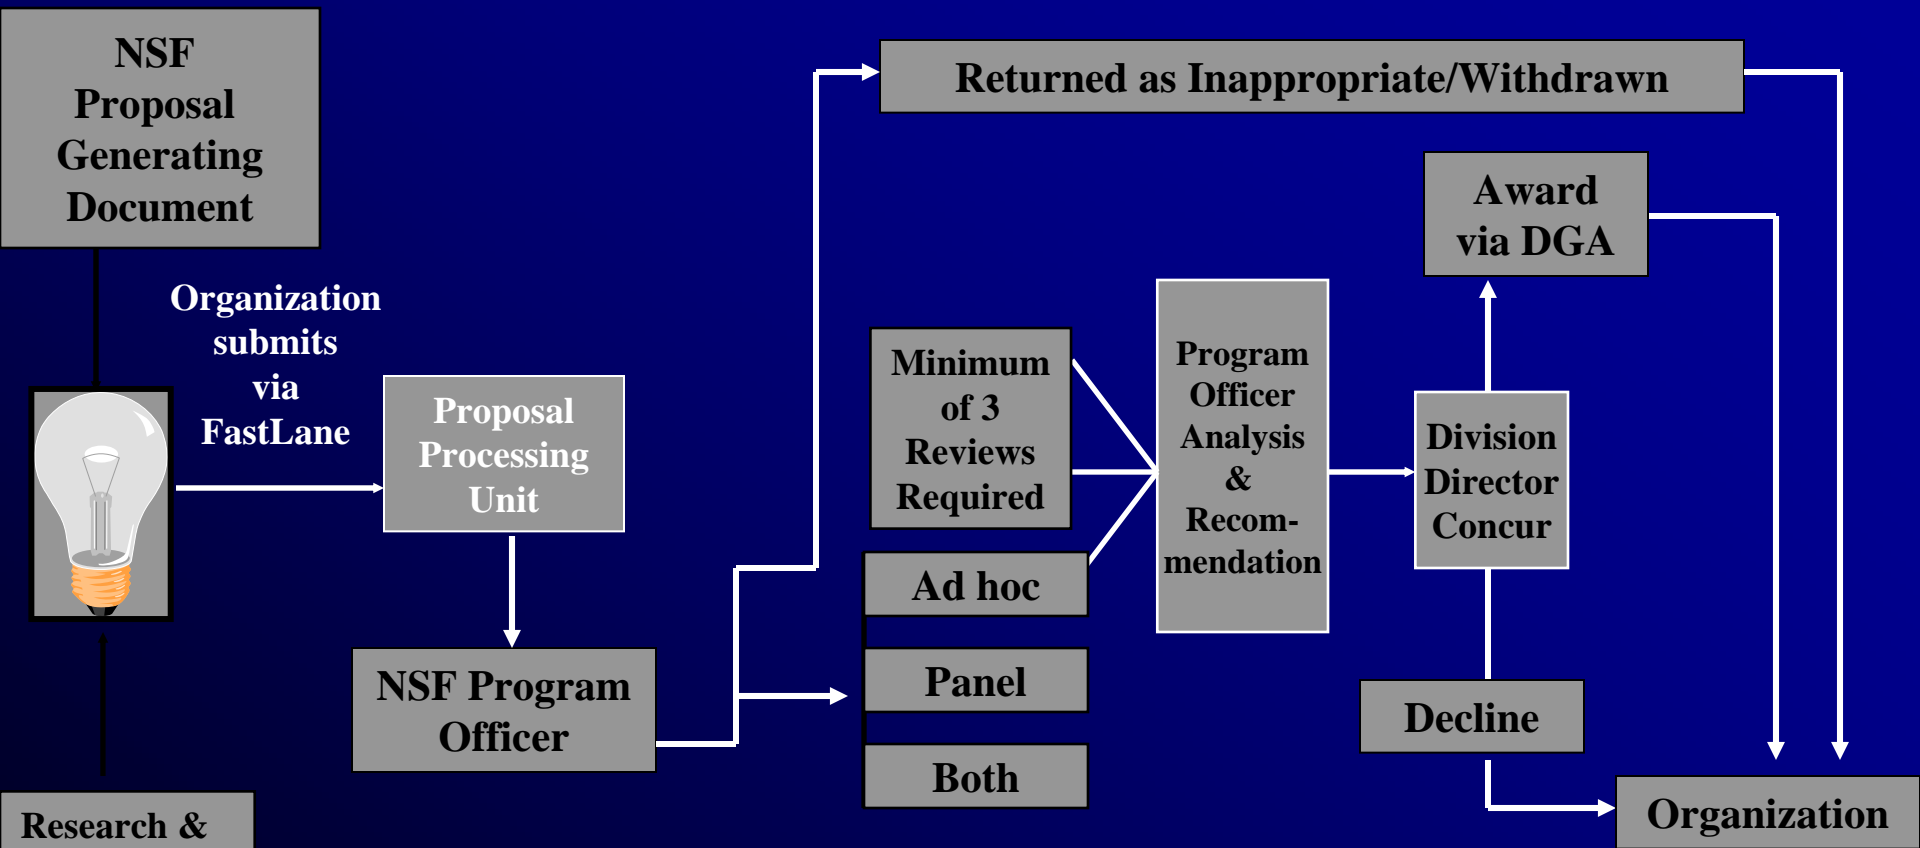 NSF
Proposal
Generating
Document
Organization
submits
via
FastLane
Research &
Proposal
Processing
Unit
NSF Program
Officer
Returned as Inappropriate/Withdrawn
Minimum
of 3
Reviews
Required
Ad hoc
Panel
Both
Program
Officer
Analysis
&
Recom-
mendation
Division
Director
Concur
Award
via DGA
Decline
Organization